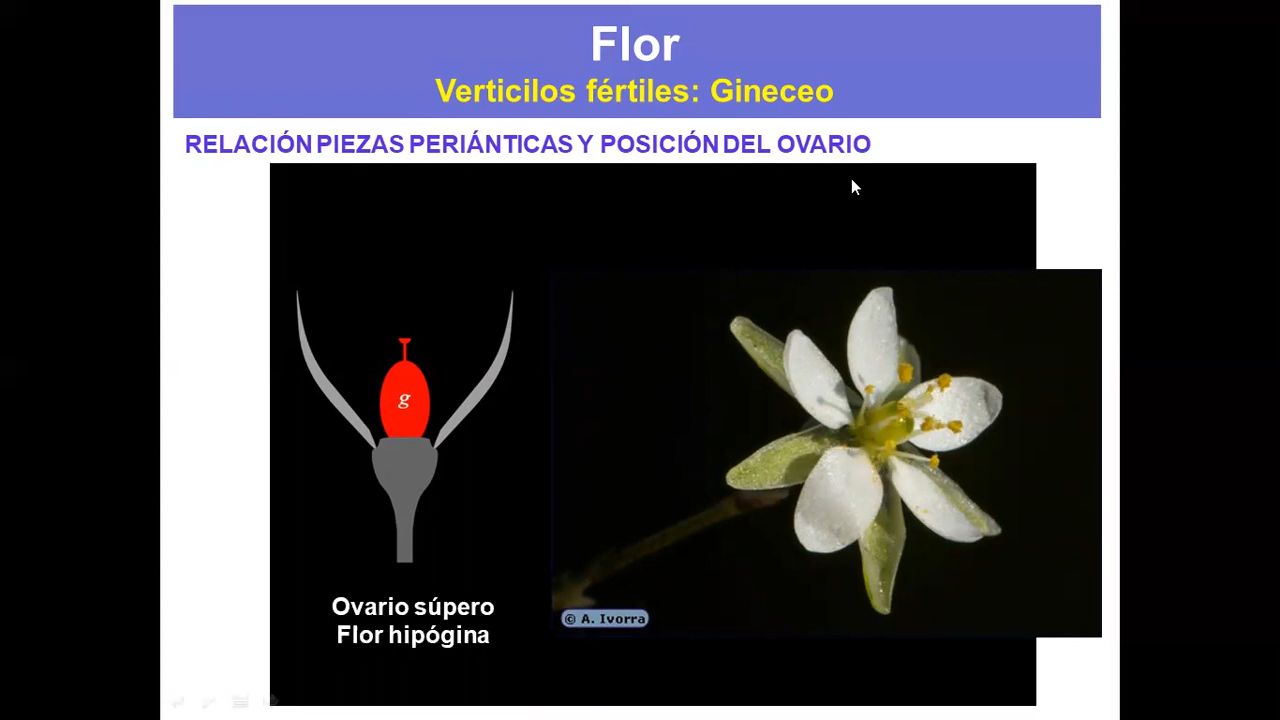 Flor
Verticilos fértiles: Gineceo
RELACIÓN PIEZAS PERIÁNTICAS Y POSICIÓN DEL OVARIO
g
Ovario súpero
Flor hipógina
© A. Ivorra